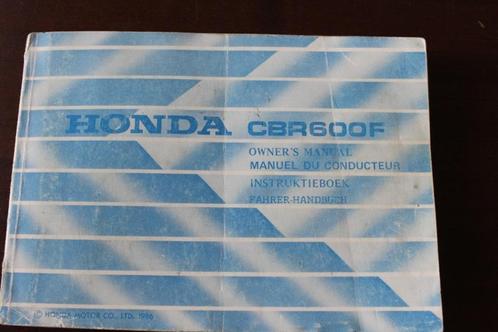 HONDA CBR600F
OWNER'S MANUAL
MANUEL DU CONDUCTEUR
INSTRUKTIEBOEK
FAHRER-HANDBUCH
© HONDA MOTOR CO., LTD. 1986